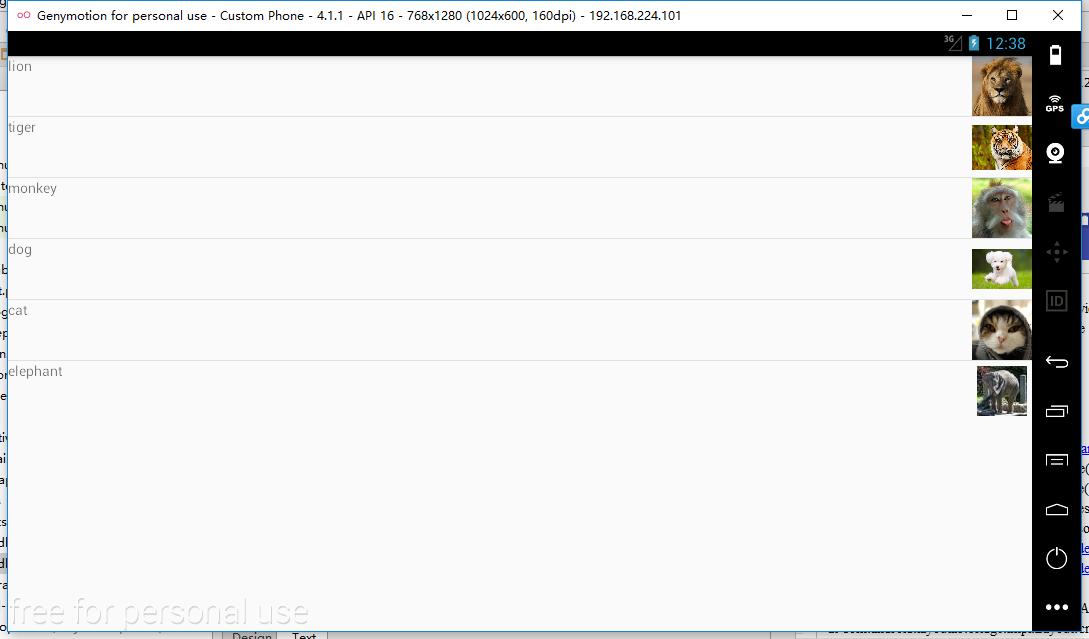 Genymotion for personal use - Custom Phone - 4.1.1 - API 16 - 768x1280 (1024x600, 160dpi) - 192.168.224.101
3G
12:38
lion
GPS
tiger
monkey
dog
ID
cat
elephant
free for personal use
Design
Text